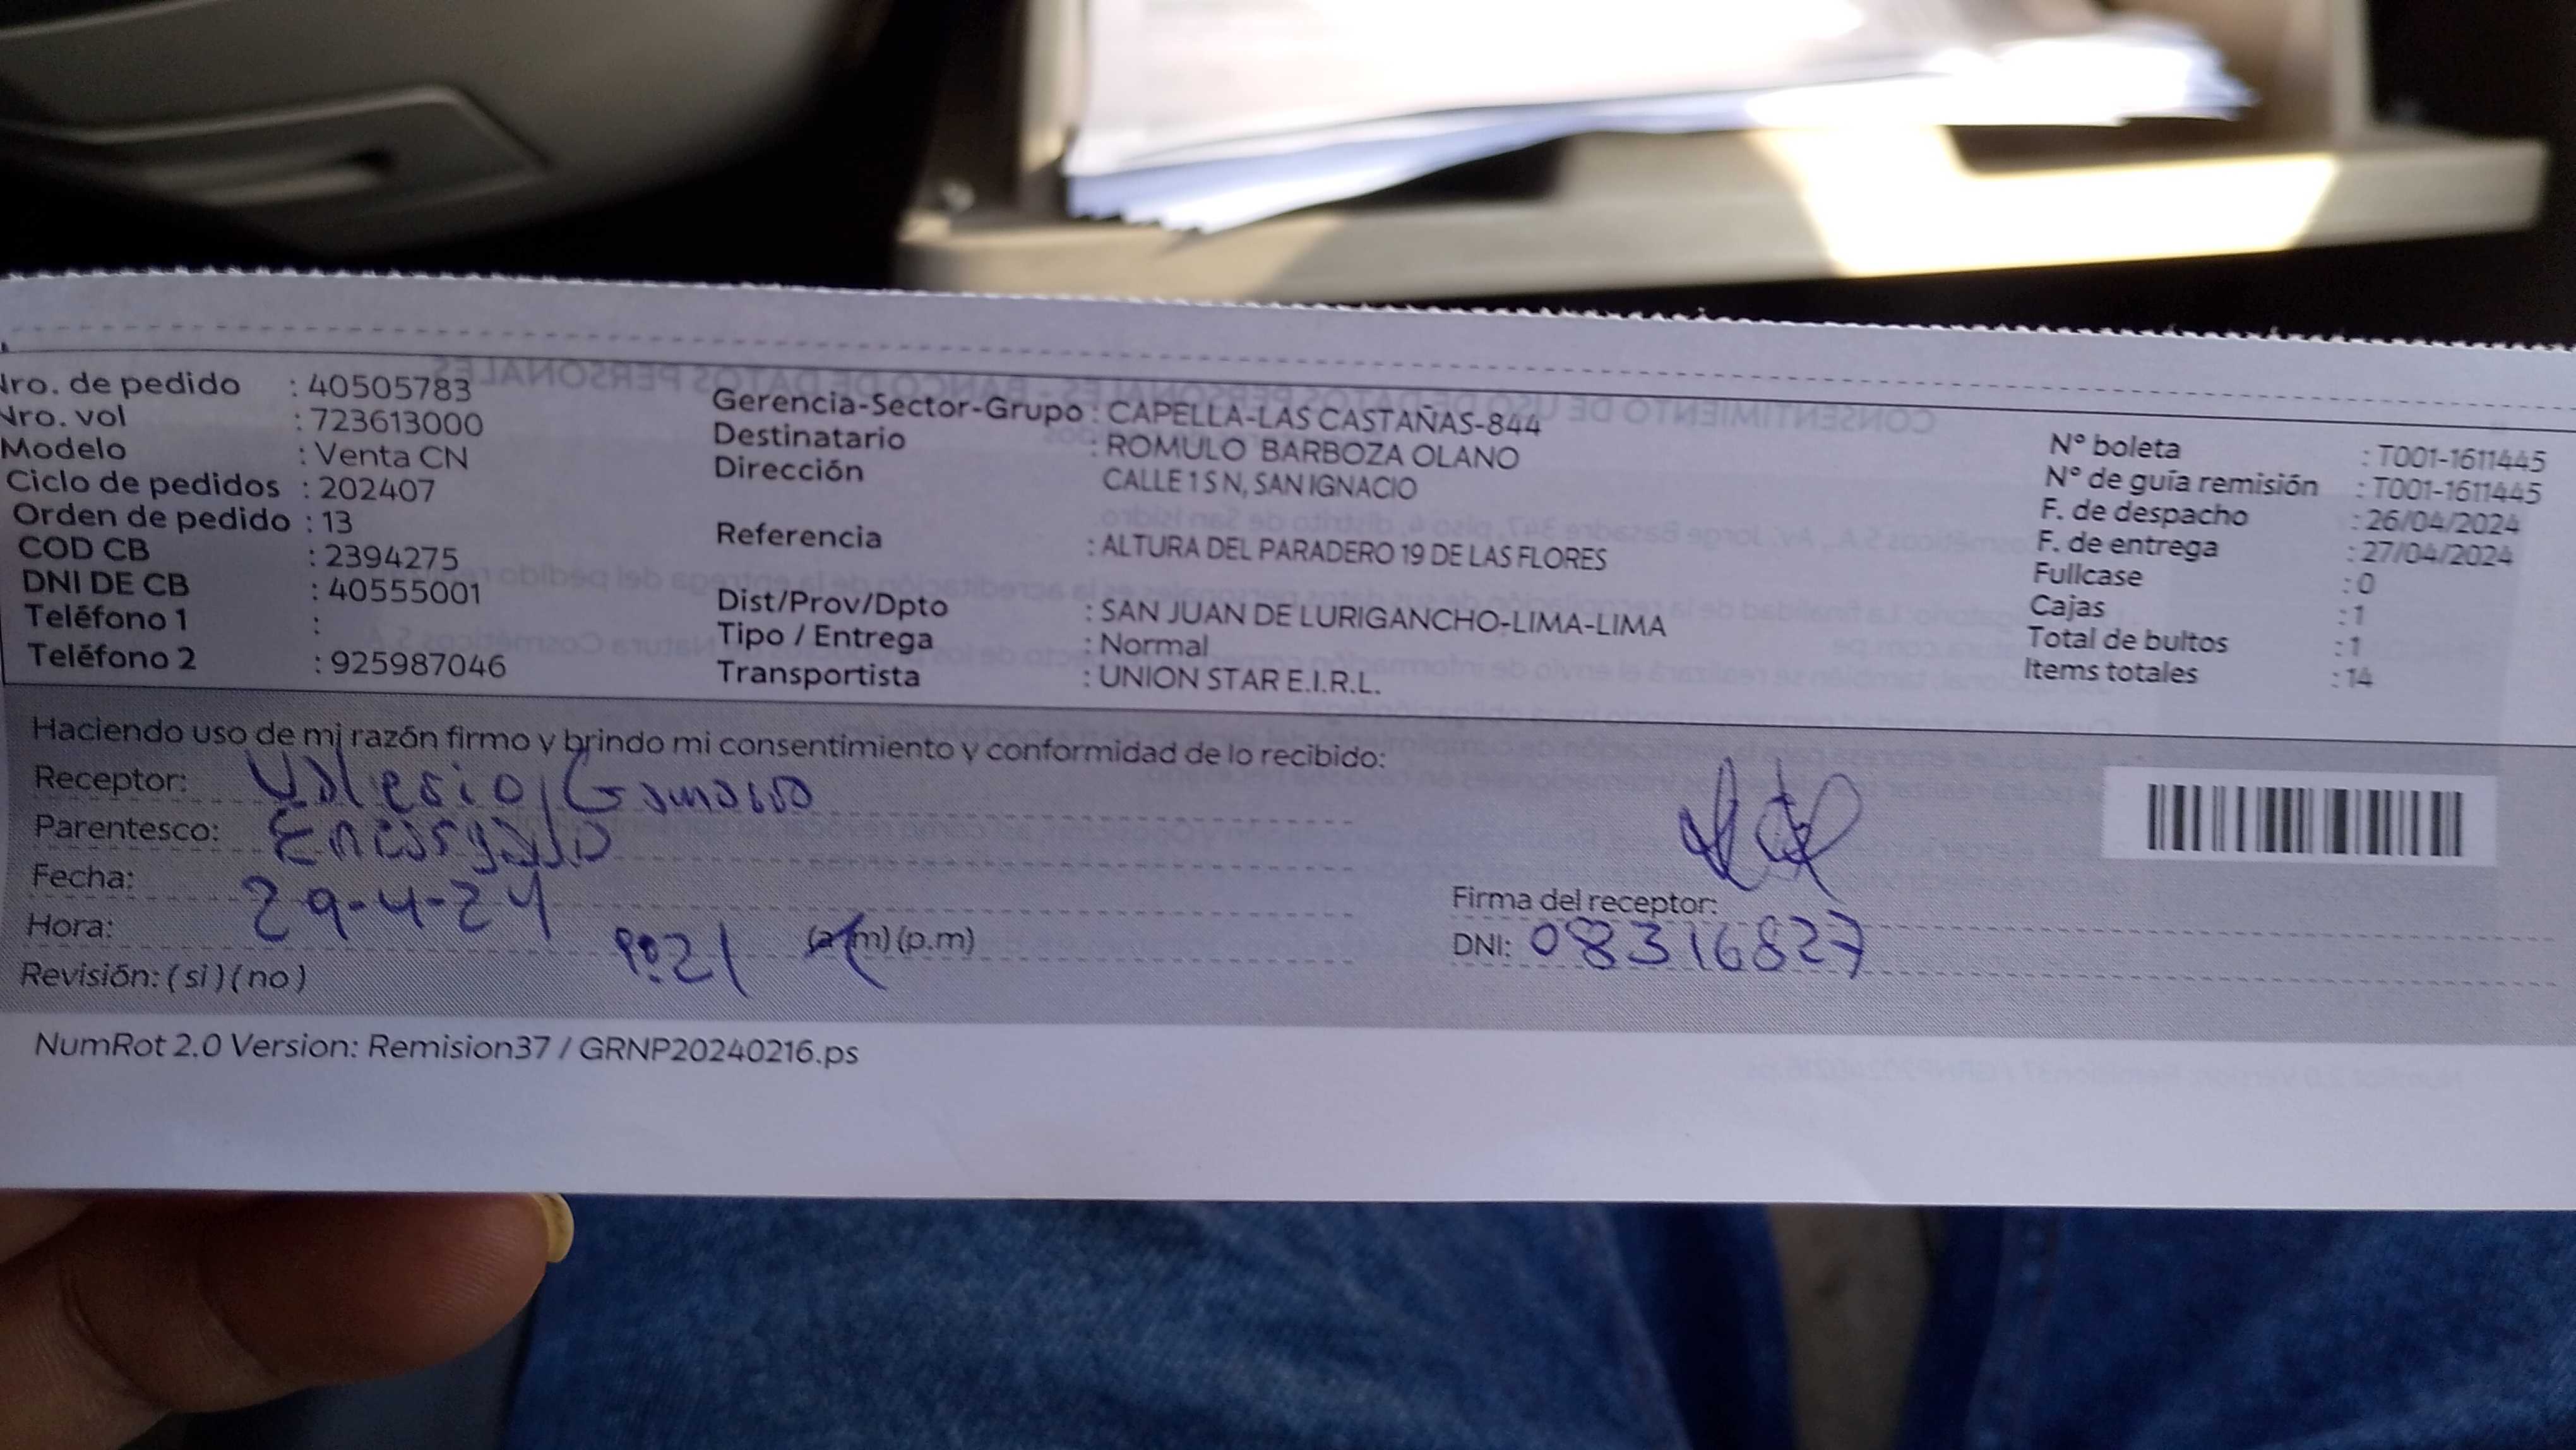 Nro. de pedido : 40505783
Nro. vol : 723613000
Modelo : Venta CN
Ciclo de pedidos : 202407
Orden de pedido : 13
COD CB : 2394275
DNI DE CB : 40555001
Teléfono 1 :
Teléfono 2 : 925987046
Gerencia-Sector-Grupo : CAPELLA-LAS CASTAÑAS-844
Destinatario : ROMULO BARBOZA OLANO
Dirección CALLE 1 S N, SAN IGNACIO
Referencia : ALTURA DEL PARADERO 19 DE LAS FLORES
Dist/Prov/Dpto : SAN JUAN DE LURIGANCHO-LIMA-LIMA
Tipo / Entrega : Normal
Transportista : UNION STAR E.I.R.L.
N° boleta : T001-1611445
N° de guía remisión : T001-1611445
F. de despacho : 26/04/2024
F. de entrega : 27/04/2024
Fullcase : 0
Cajas : 1
Total de bultos : 1
Items totales : 14
Haciendo uso de mi razón firmo y brindo mi consentimiento y conformidad de lo recibido:
Receptor:
Parentesco:
Fecha: 29-4-24
Hora: (a.m) (p.m)
Revisión: ( si ) ( no )
Firma del receptor:
DNI: 08316827
NumRot 2.0 Version: Remision37 / GRNP20240216.ps